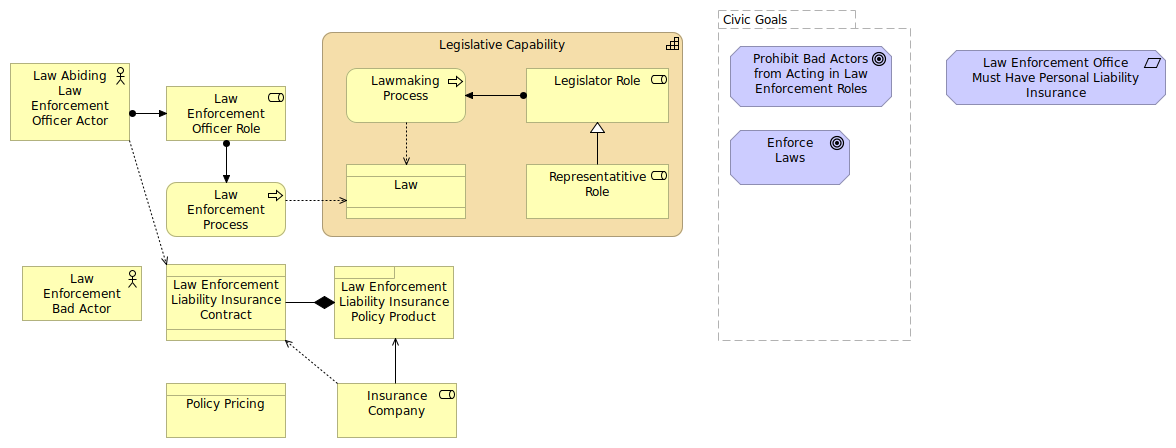 Civic Goals
Legislative Capability
Law Abiding
Law
Enforcement
Officer Actor
Law
Enforcement
Officer Role
Lawmaking
Process
Legislator Role
Prohibit Bad Actors
from Acting in Law
Enforcement Roles
Law Enforcement Office
Must Have Personal Liability
Insurance
Enforce
Laws
Law
Enforcement
Process
Law
Representatitive
Role
Law
Enforcement
Bad Actor
Law Enforcement
Liability Insurance
Contract
Law Enforcement
Liability Insurance
Policy Product
Policy Pricing
Insurance
Company